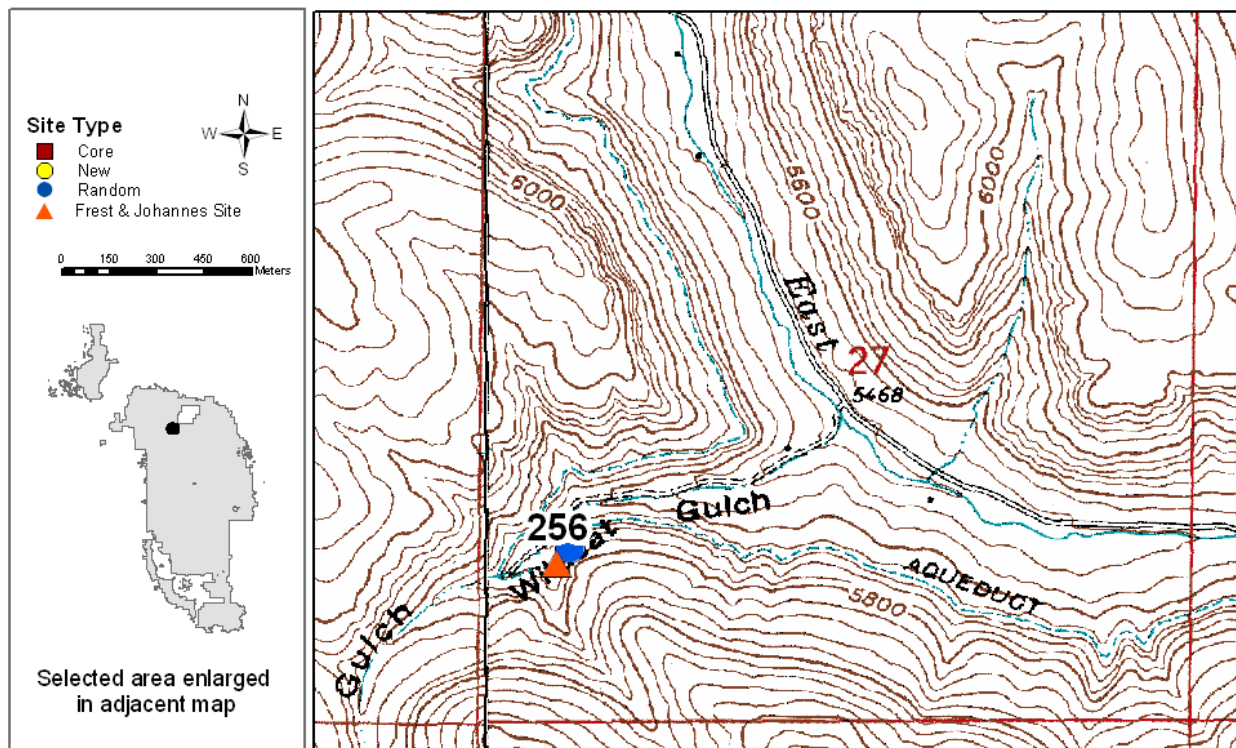 N
W E
S
Site Type
Core
New
Random
Frest & Johannes Site
0 150 300 450 600
Meters
Selected area enlarged
in adjacent map
6000
5600
6000
East
27
5468
256
Gulch
AQUEDUCT
5800
Gulch